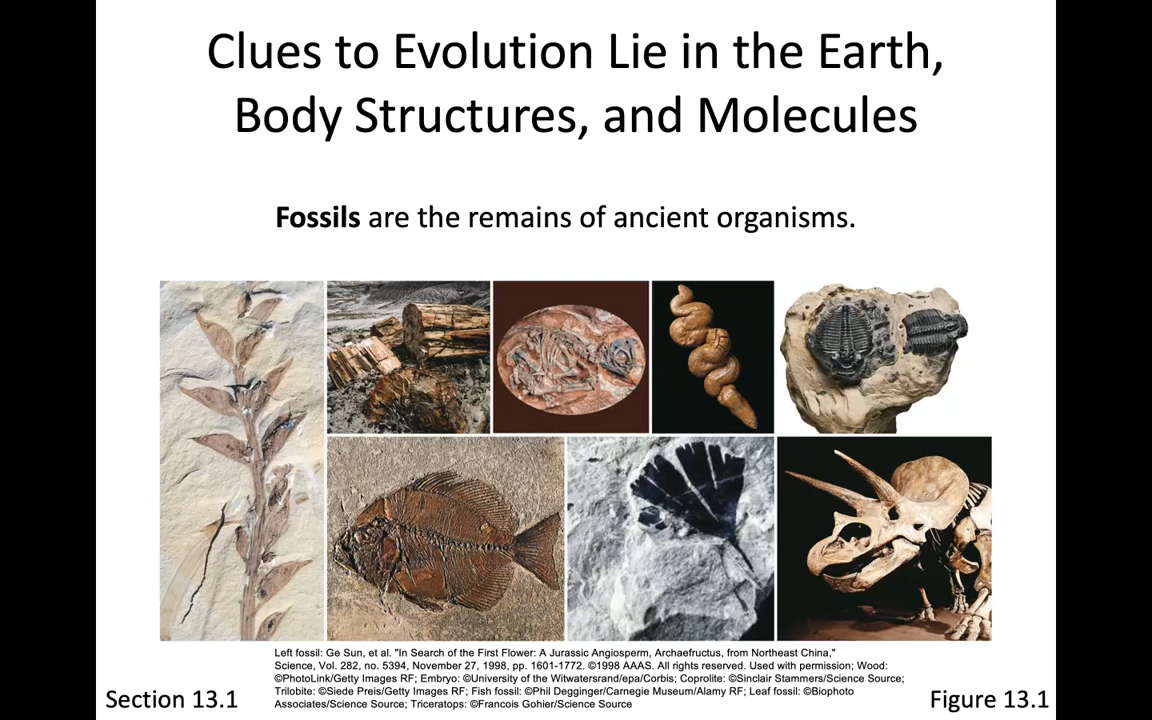 Clues to Evolution Lie in the Earth,
Body Structures, and Molecules
Fossils are the remains of ancient organisms.
Left fossil: Ge Sun, et al. "In Search of the First Flower: A Jurassic Angiosperm, Archaefructus, from Northeast China,"
Science, Vol. 282, no. 5394, November 27, 1998, pp. 1601-1772. ©1998 AAAS. All rights reserved. Used with permission; Wood:
©PhotoLink/Getty Images RF; Embryo: ©University of the Witwatersrand/epa/Corbis; Coprolite: ©Sinclair Stammers/Science Source;
Trilobite: ©Siede Preis/Getty Images RF; Fish fossil: ©Phil Degginger/Carnegie Museum/Alamy RF; Leaf fossil: ©Biophoto
Associates/Science Source; Triceratops: ©Francois Gohier/Science Source
Section 13.1
Figure 13.1